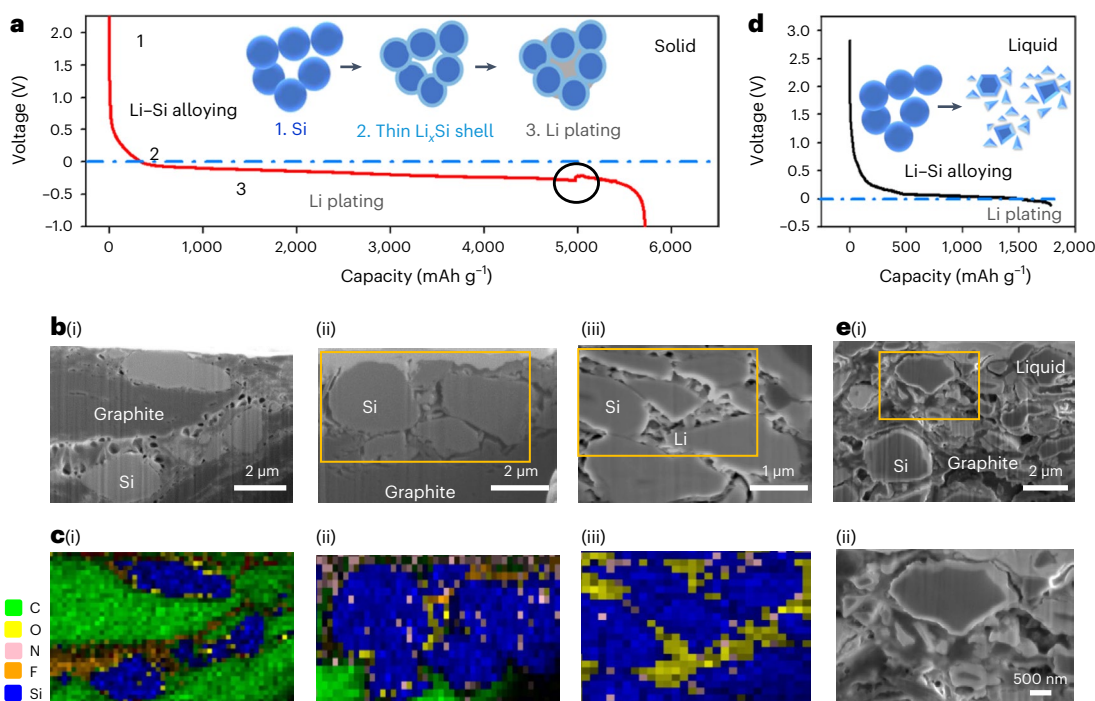 a
Voltage (V)
2.0
1.5
1.0
0.5
0
–0.5
–1.0
1
Solid
Li–Si alloying
1. Si
2. Thin LiₓSi shell
3. Li plating
2
3
Li plating
0
1,000
2,000
3,000
4,000
5,000
6,000
Capacity (mAh g⁻¹)
d
Voltage (V)
3.0
2.5
2.0
1.5
1.0
0.5
0
–0.5
Liquid
Li–Si alloying
Li plating
0
500
1,000
1,500
2,000
Capacity (mAh g⁻¹)
b(i)
Graphite
Si
2 µm
(ii)
Si
2 µm
Graphite
(iii)
Si
Li
1 µm
e(i)
Liquid
Si
Graphite
2 µm
c(i)
(ii)
(iii)
(ii)
500 nm
C
O
N
F
Si